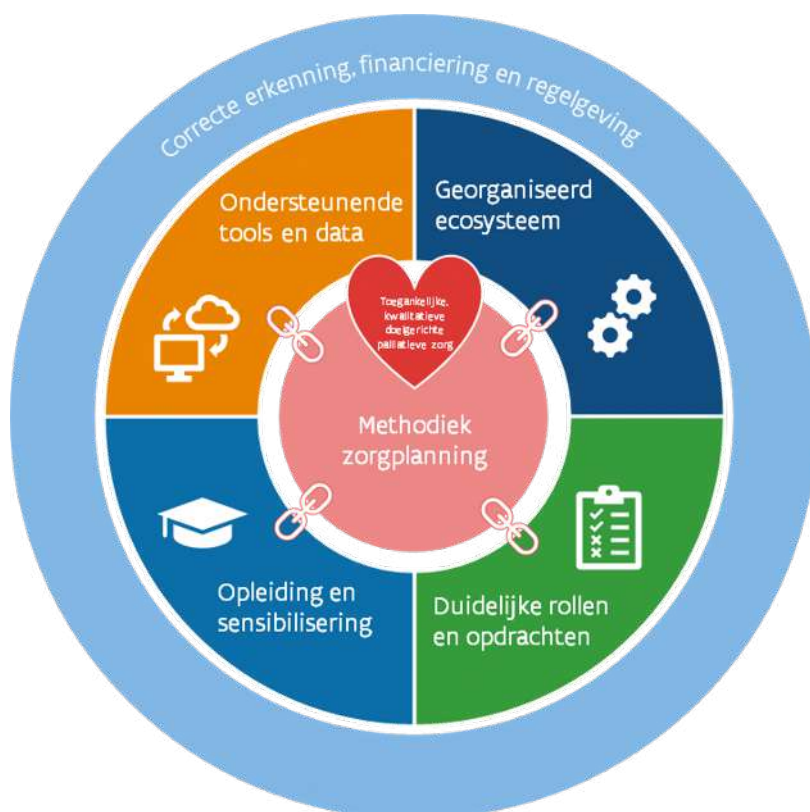 Correcte erkenning, financiering en regelgeving
Ondersteunende
tools en data
Georganiseerd
ecosysteem
Toegankelijke,
kwalitatieve
doelgerichte
palliatieve zorg
Methodiek
zorgplanning
Opleiding en
sensibilisering
Duidelijke rollen
en opdrachten